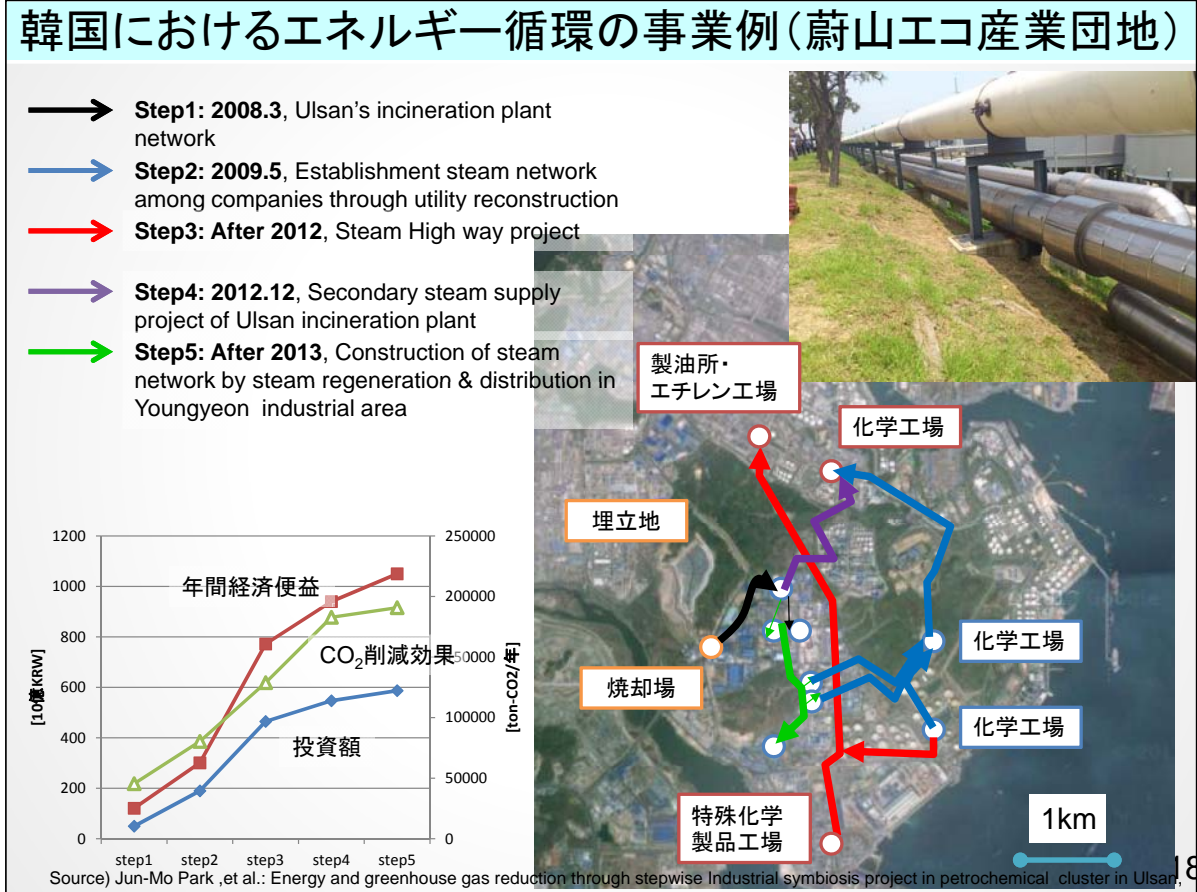 韓国におけるエネルギー循環の事業例（蔚山エコ産業団地）
Step1: 2008.3, Ulsan's incineration plant
network
Step2: 2009.5, Establishment steam network
among companies through utility reconstruction
Step3: After 2012, Steam High way project
Step4: 2012.12, Secondary steam supply
project of Ulsan incineration plant
Step5: After 2013, Construction of steam
network by steam regeneration & distribution in
Youngyeon industrial area
製油所・
エチレン工場
化学工場
埋立地
焼却場
化学工場
化学工場
特殊化学
製品工場
1km
1200
1000
800
600
400
200
0
[10億KRW]
250000
200000
150000
100000
50000
0
[ton-CO2/年]
年間経済便益
CO2削減効果
投資額
step1 step2 step3 step4 step5
Source) Jun-Mo Park ,et al.: Energy and greenhouse gas reduction through stepwise Industrial symbiosis project in petrochemical cluster in Ulsan,
18